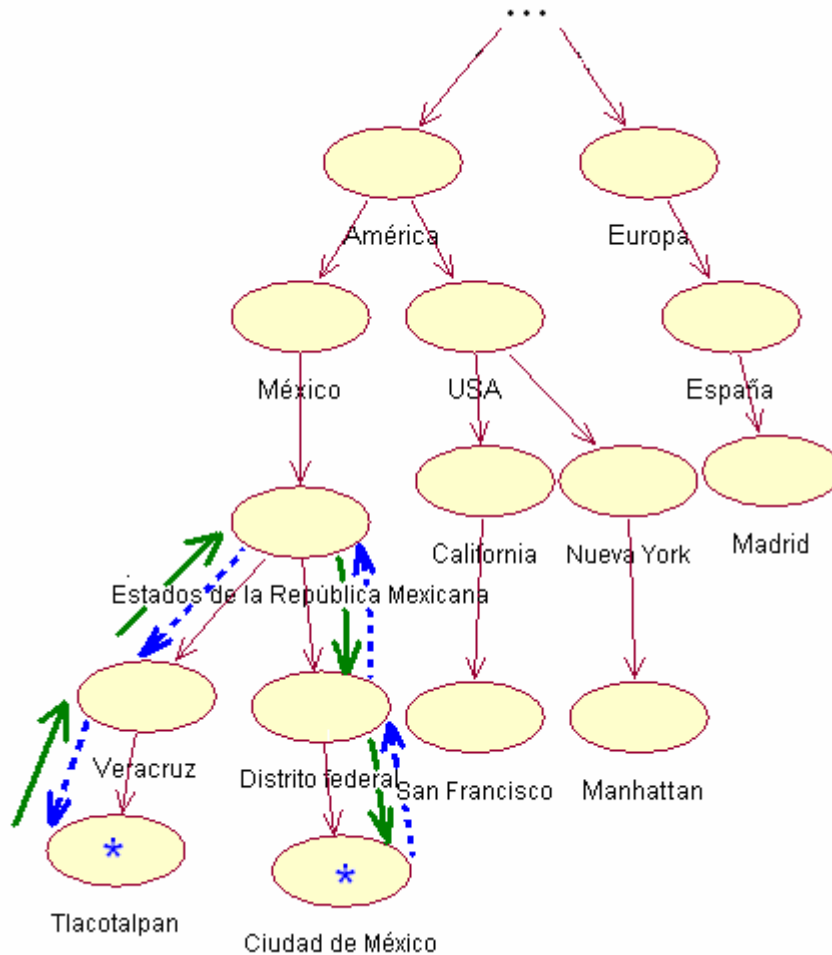 ...
América
Europa
México
USA
España
California
Nueva York
Madrid
Estados de la República Mexicana
Veracruz
Distrito federal
San Francisco
Manhattan
*
*
Tlacotalpan
Ciudad de México